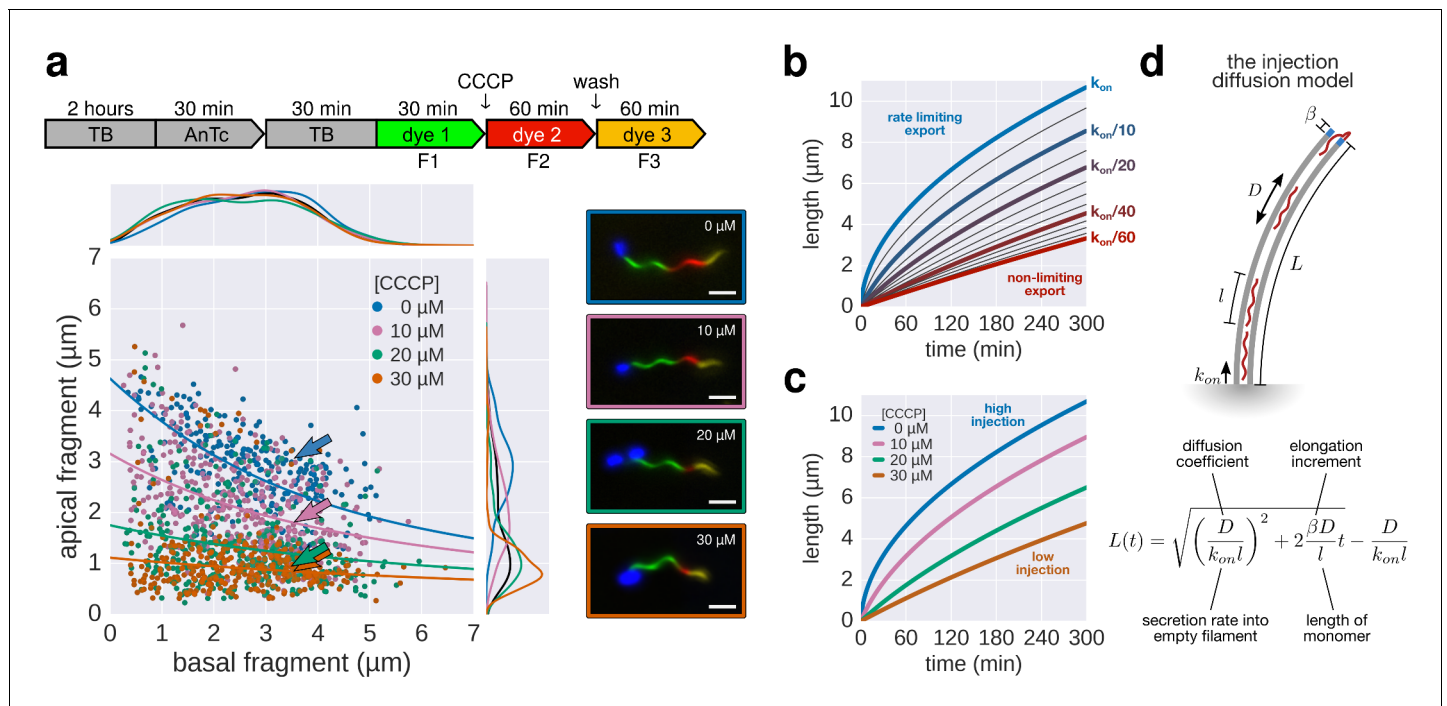 a
CCCP wash
2 hours 30 min 30 min 30 min 60 min 60 min
TB AnTc TB dye 1 dye 2 dye 3
F1 F2 F3
[CCCP]
0 µM
10 µM
20 µM
30 µM
7
6
5
4
3
2
1
0
apical fragment (µm)
0 1 2 3 4 5 6 7
basal fragment (µm)
0 µM
10 µM
20 µM
30 µM
b
10
8
6
4
2
0
length (µm)
rate limiting
export
non-limiting
export
kon
kon/10
kon/20
kon/40
kon/60
0 60 120 180 240 300
time (min)
c
10
8
6
4
2
0
length (µm)
[CCCP]
0 µM
10 µM
20 µM
30 µM
high
injection
low
injection
0 60 120 180 240 300
time (min)
d
the injection
diffusion model
β
D
L
l
kon
diffusion
coefficient
elongation
increment
L(t) = √((D/konl)² + 2βD/l t) − D/konl
secretion rate into
empty filament
length of
monomer